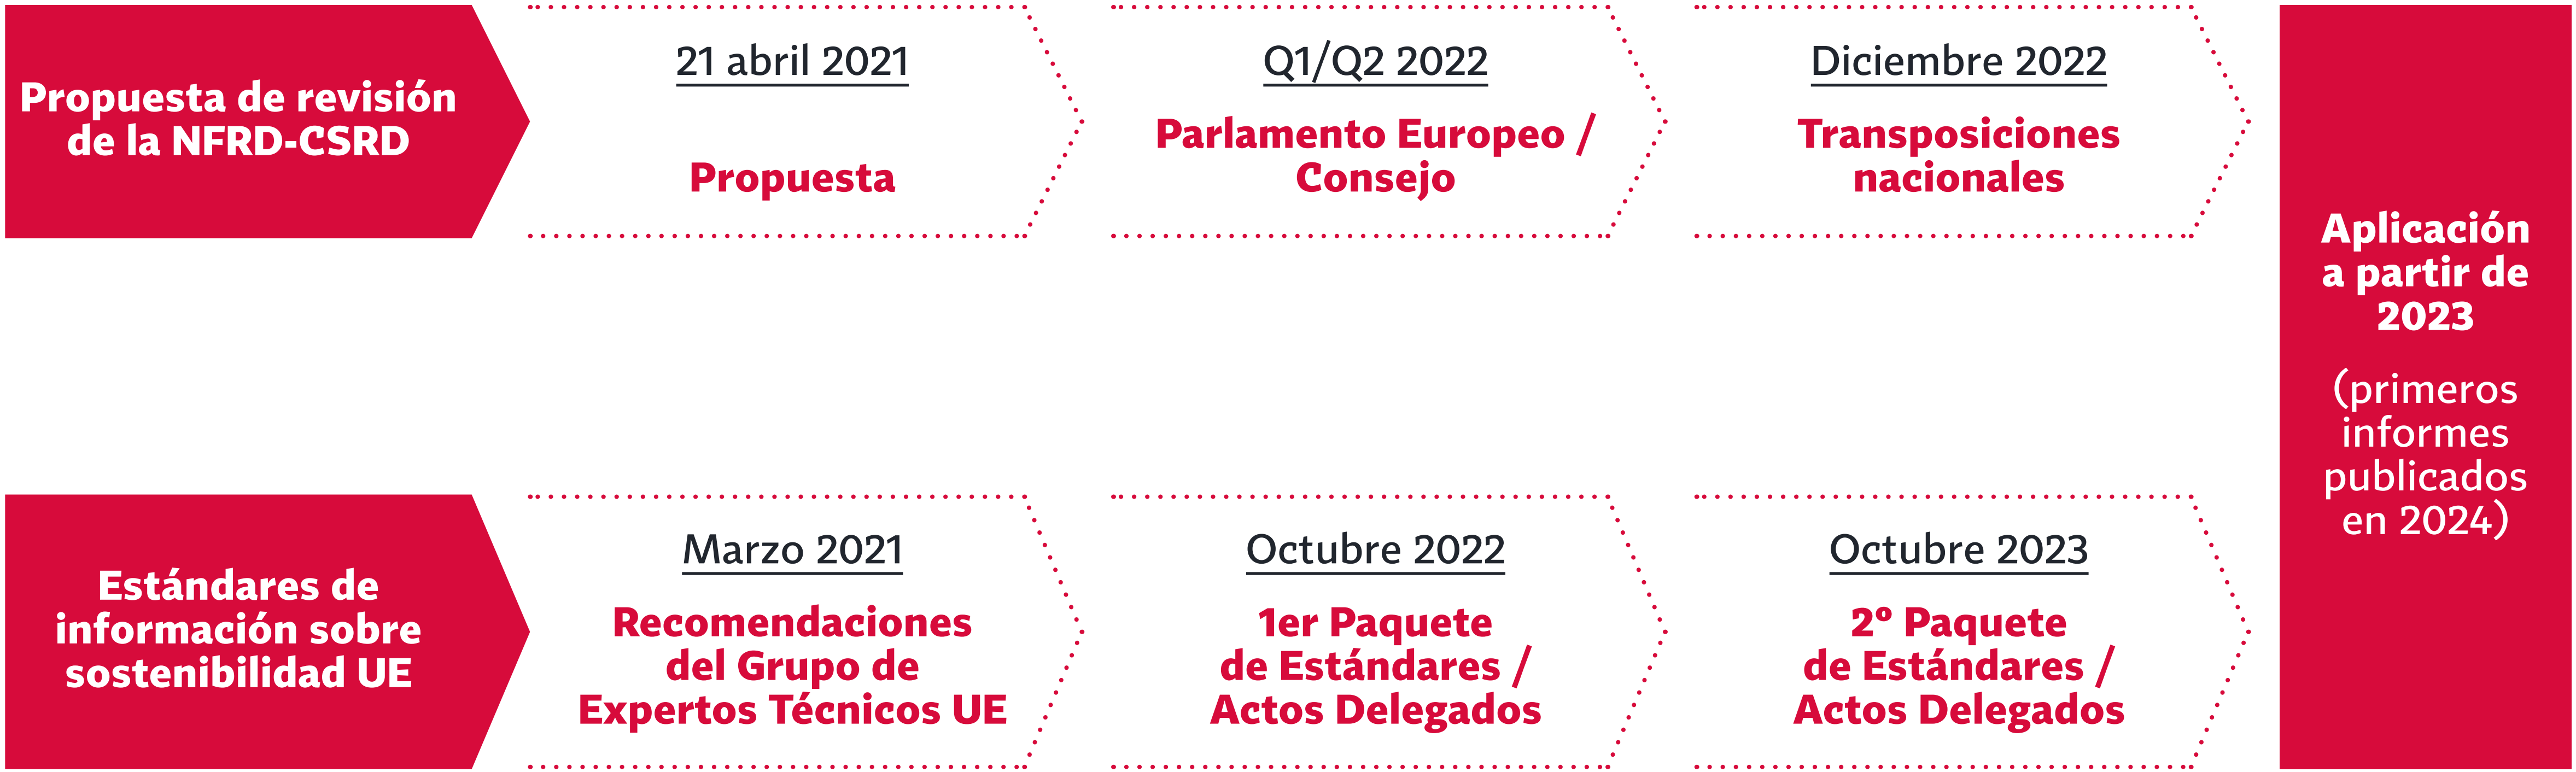 Propuesta de revisión
de la NFRD-CSRD
21 abril 2021
Propuesta
Q1/Q2 2022
Parlamento Europeo /
Consejo
Diciembre 2022
Transposiciones
nacionales
Estándares de
información sobre
sostenibilidad UE
Marzo 2021
Recomendaciones
del Grupo de
Expertos Técnicos UE
Octubre 2022
1er Paquete
de Estándares /
Actos Delegados
Octubre 2023
2º Paquete
de Estándares /
Actos Delegados
Aplicación
a partir de
2023
(primeros
informes
publicados
en 2024)